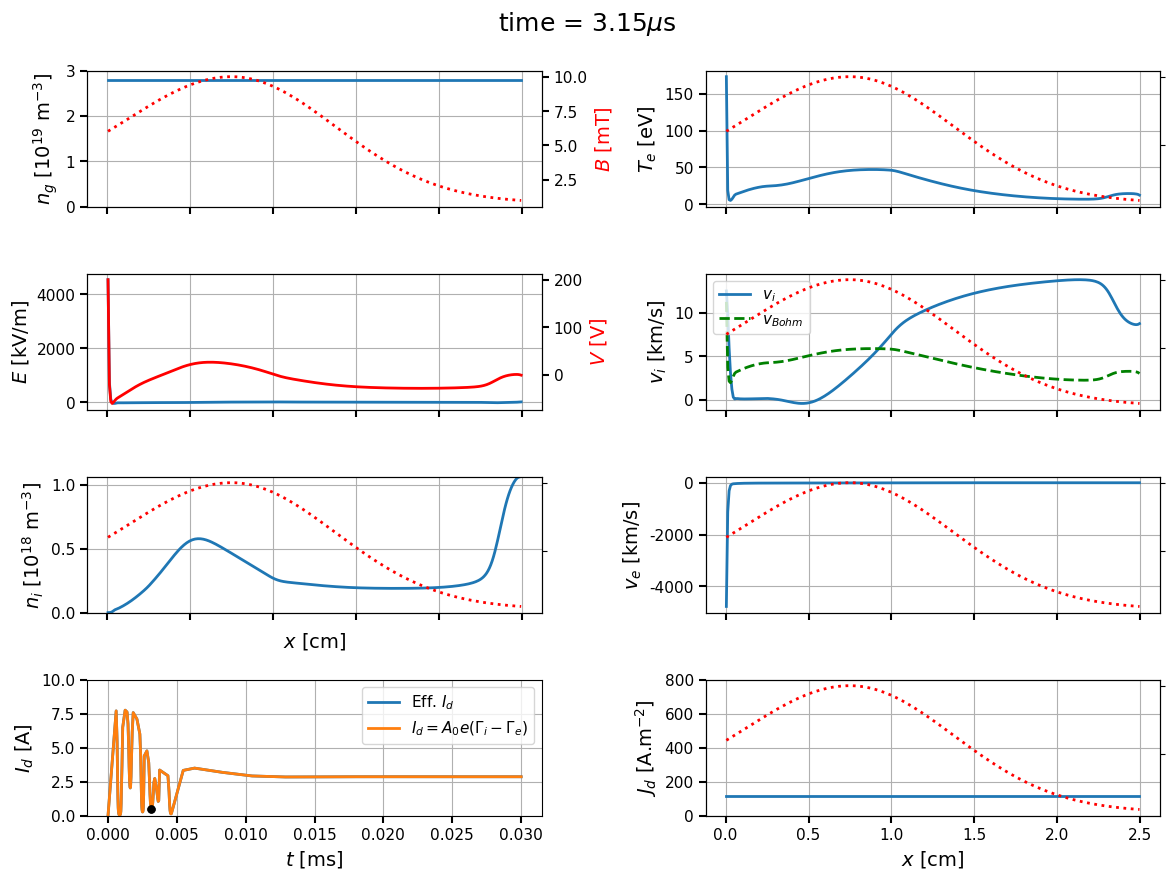 time = 3.15μs
n_g [10^19 m^−3]
3
2
1
0
10.0
7.5
5.0
2.5
B [mT]
T_e [eV]
150
100
50
0
E [kV/m]
4000
2000
0
200
100
0
V [V]
v_i [km/s]
10
5
0
v_i
v_Bohm
n_i [10^18 m^−3]
1.0
0.5
0.0
x [cm]
v_e [km/s]
0
-2000
-4000
I_d [A]
10.0
7.5
5.0
2.5
0.0
Eff. I_d
I_d = A_0e(Γ_i − Γ_e)
0.000 0.005 0.010 0.015 0.020 0.025 0.030
t [ms]
J_d [A.m^−2]
800
600
400
200
0
0.0 0.5 1.0 1.5 2.0 2.5
x [cm]